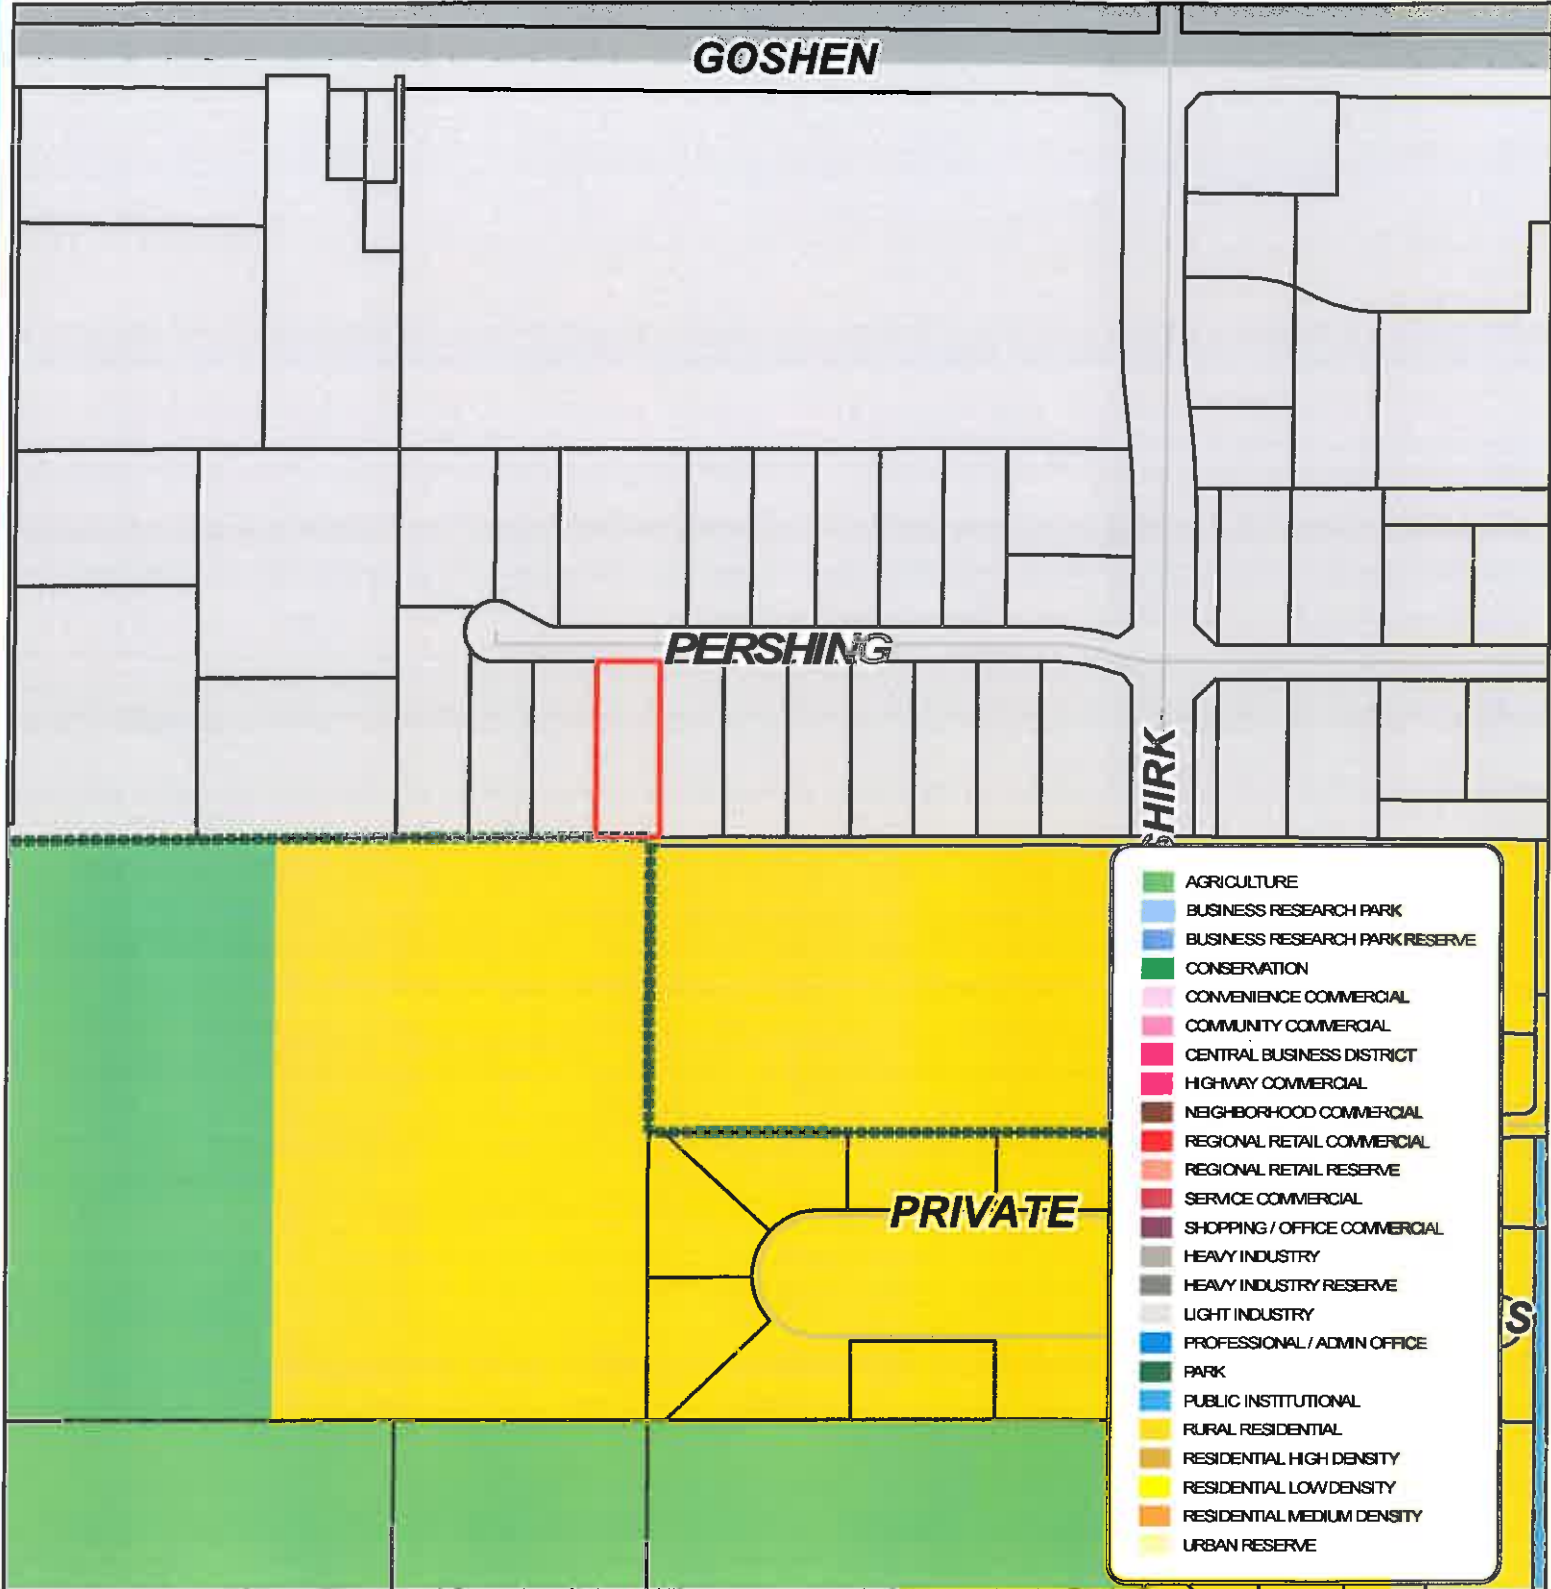 GOSHEN
PERSHING
SHIRK
PRIVATE
AGRICULTURE
BUSINESS RESEARCH PARK
BUSINESS RESEARCH PARK RESERVE
CONSERVATION
CONVENIENCE COMMERCIAL
COMMUNITY COMMERCIAL
CENTRAL BUSINESS DISTRICT
HIGHWAY COMMERCIAL
NEIGHBORHOOD COMMERCIAL
REGIONAL RETAIL COMMERCIAL
REGIONAL RETAIL RESERVE
SERVICE COMMERCIAL
SHOPPING / OFFICE COMMERCIAL
HEAVY INDUSTRY
HEAVY INDUSTRY RESERVE
LIGHT INDUSTRY
PROFESSIONAL / ADMIN OFFICE
PARK
PUBLIC INSTITUTIONAL
RURAL RESIDENTIAL
RESIDENTIAL HIGH DENSITY
RESIDENTIAL LOW DENSITY
RESIDENTIAL MEDIUM DENSITY
URBAN RESERVE